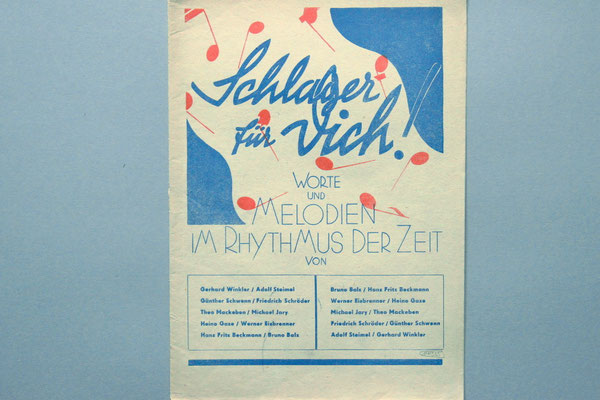 Schlager
für Dich!
WORTE
UND
MELODIEN
IM RHYTHMUS DER ZEIT
VON
Gerhard Winkler / Adolf Steimel
Günther Schwenn / Friedrich Schröder
Theo Mackeben / Michael Jary
Heino Gaze / Werner Eisbrenner
Hans Fritz Beckmann / Bruno Balz
Bruno Balz / Hans Fritz Beckmann
Werner Eisbrenner / Heino Gaze
Michael Jary / Theo Mackeben
Friedrich Schröder / Günther Schwenn
Adolf Steimel / Gerhard Winkler